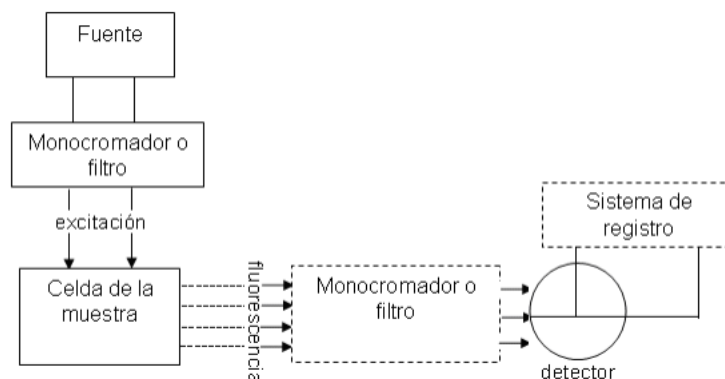 Fuente
Monocromador o
filtro
excitación
Celda de la
muestra
fluorescencia
Monocromador o
filtro
Sistema de
registro
detector